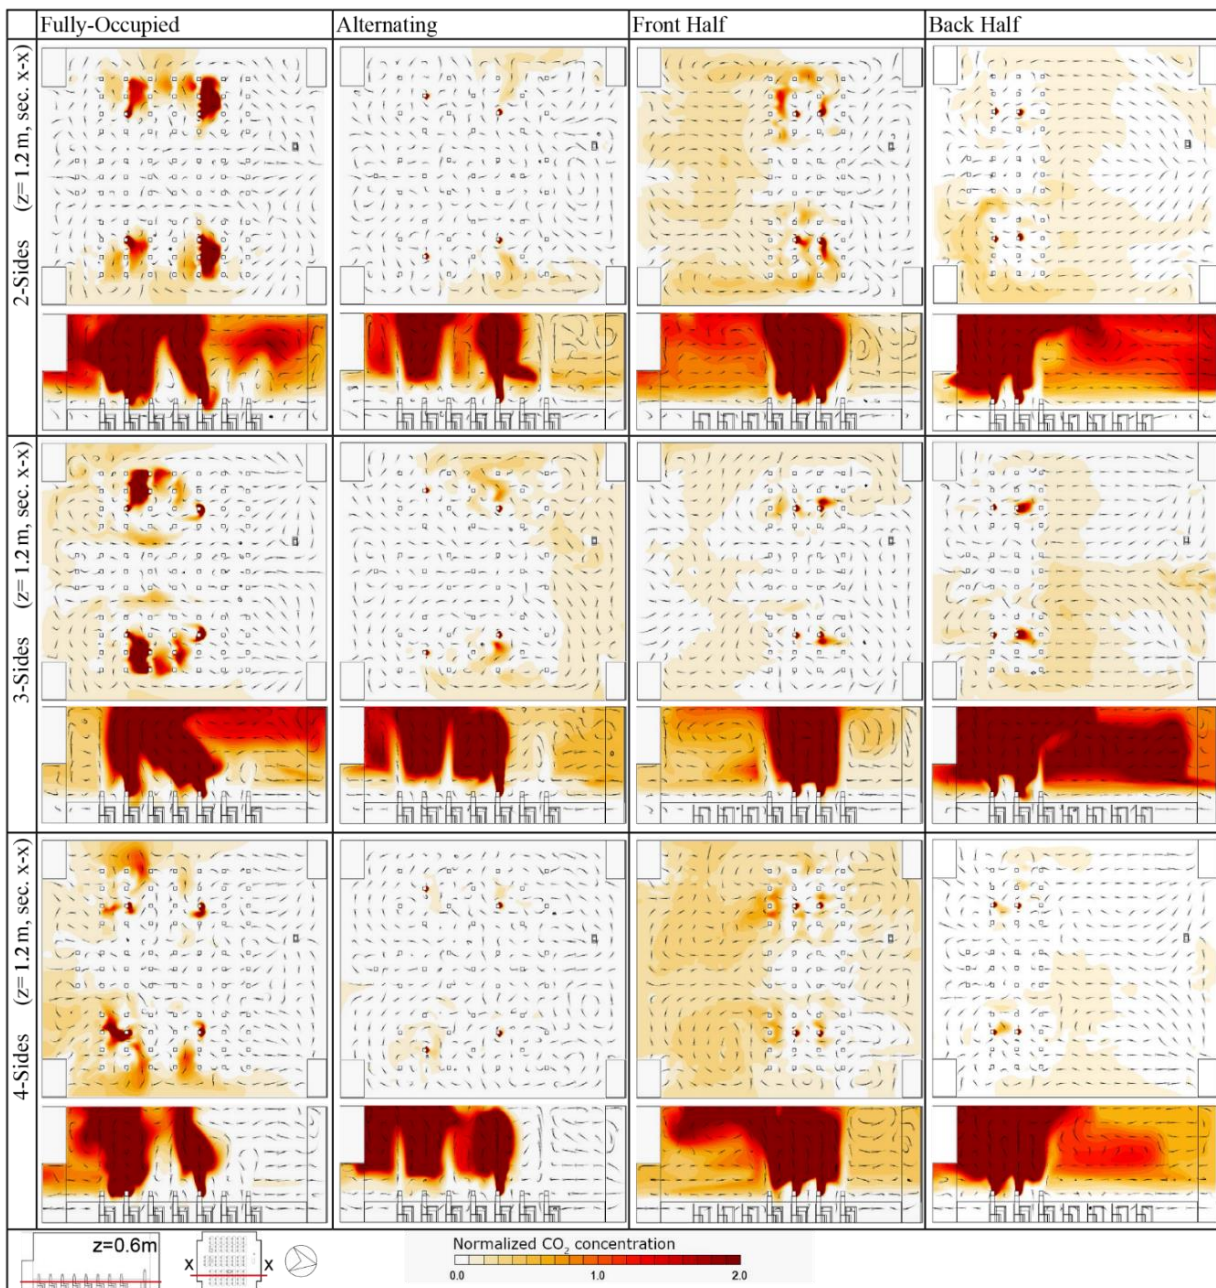 Fully-Occupied
Alternating
Front Half
Back Half
2-Sides (z= 1.2 m, sec. x-x)
3-Sides (z= 1.2 m, sec. x-x)
4-Sides (z= 1.2 m, sec. x-x)
z=0.6m
X X
Normalized CO₂ concentration
0.0 1.0 2.0